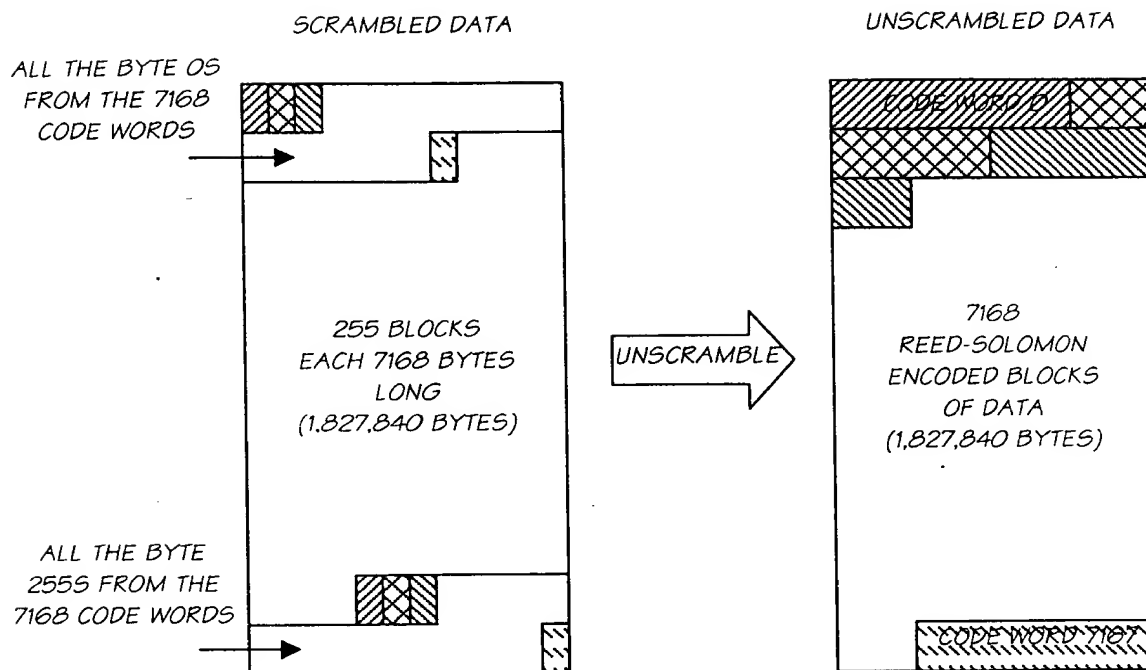 SCRAMBLED DATA
UNSCRAMBLED DATA
ALL THE BYTE 0S
FROM THE 7168
CODE WORDS
CODE WORD 0
255 BLOCKS
EACH 7168 BYTES
LONG
(1,827,840 BYTES)
UNSCRAMBLE
7168
REED-SOLOMON
ENCODED BLOCKS
OF DATA
(1,827,840 BYTES)
ALL THE BYTE
255S FROM THE
7168 CODE WORDS
CODE WORD 7167